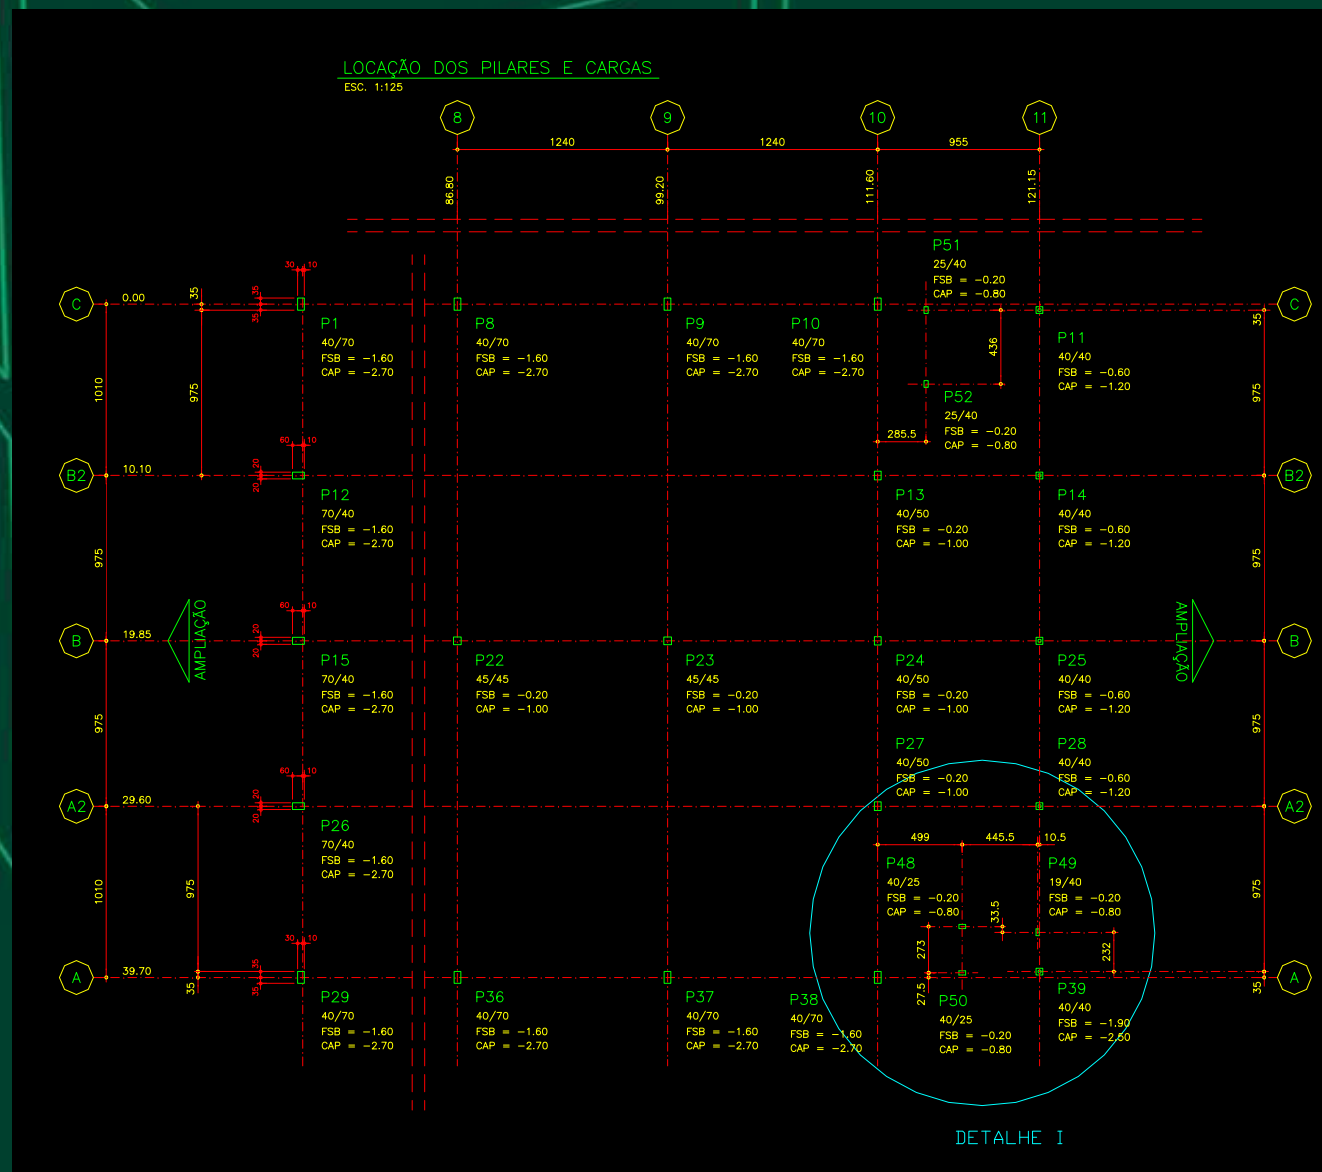 LOCAÇÃO DOS PILARES E CARGAS
ESC. 1:125
8
9
10
11
1240
1240
955
86.80
99.20
111.60
121.15
P51
25/40
FSB = -0.20
CAP = -0.80
30
10
35
35
35
C
0.00
C
35
P1
40/70
FSB = -1.60
CAP = -2.70
P8
40/70
FSB = -1.60
CAP = -2.70
P9
40/70
FSB = -1.60
CAP = -2.70
P10
40/70
FSB = -1.60
CAP = -2.70
436
P11
40/40
FSB = -0.60
CAP = -1.20
1010
975
975
P52
25/40
FSB = -0.20
CAP = -0.80
285.5
60
10
20
20
B2
10.10
B2
P12
70/40
FSB = -1.60
CAP = -2.70
P13
40/50
FSB = -0.20
CAP = -1.00
P14
40/40
FSB = -0.60
CAP = -1.20
975
975
60
10
20
20
B
19.85
B
AMPLIAÇÃO
AMPLIAÇÃO
P15
70/40
FSB = -1.60
CAP = -2.70
P22
45/45
FSB = -0.20
CAP = -1.00
P23
45/45
FSB = -0.20
CAP = -1.00
P24
40/50
FSB = -0.20
CAP = -1.00
P25
40/40
FSB = -0.60
CAP = -1.20
975
975
P27
40/50
FSB = -0.20
CAP = -1.00
P28
40/40
FSB = -0.60
CAP = -1.20
60
10
20
20
A2
29.60
A2
P26
70/40
FSB = -1.60
CAP = -2.70
499
445.5
10.5
P48
40/25
FSB = -0.20
CAP = -0.80
P49
19/40
FSB = -0.20
CAP = -0.80
1010
975
975
33.5
273
232
27.5
30
10
35
35
35
A
39.70
A
35
P29
40/70
FSB = -1.60
CAP = -2.70
P36
40/70
FSB = -1.60
CAP = -2.70
P37
40/70
FSB = -1.60
CAP = -2.70
P38
40/70
FSB = -1.60
CAP = -2.70
P50
40/25
FSB = -0.20
CAP = -0.80
P39
40/40
FSB = -1.90
CAP = -2.50
DETALHE I